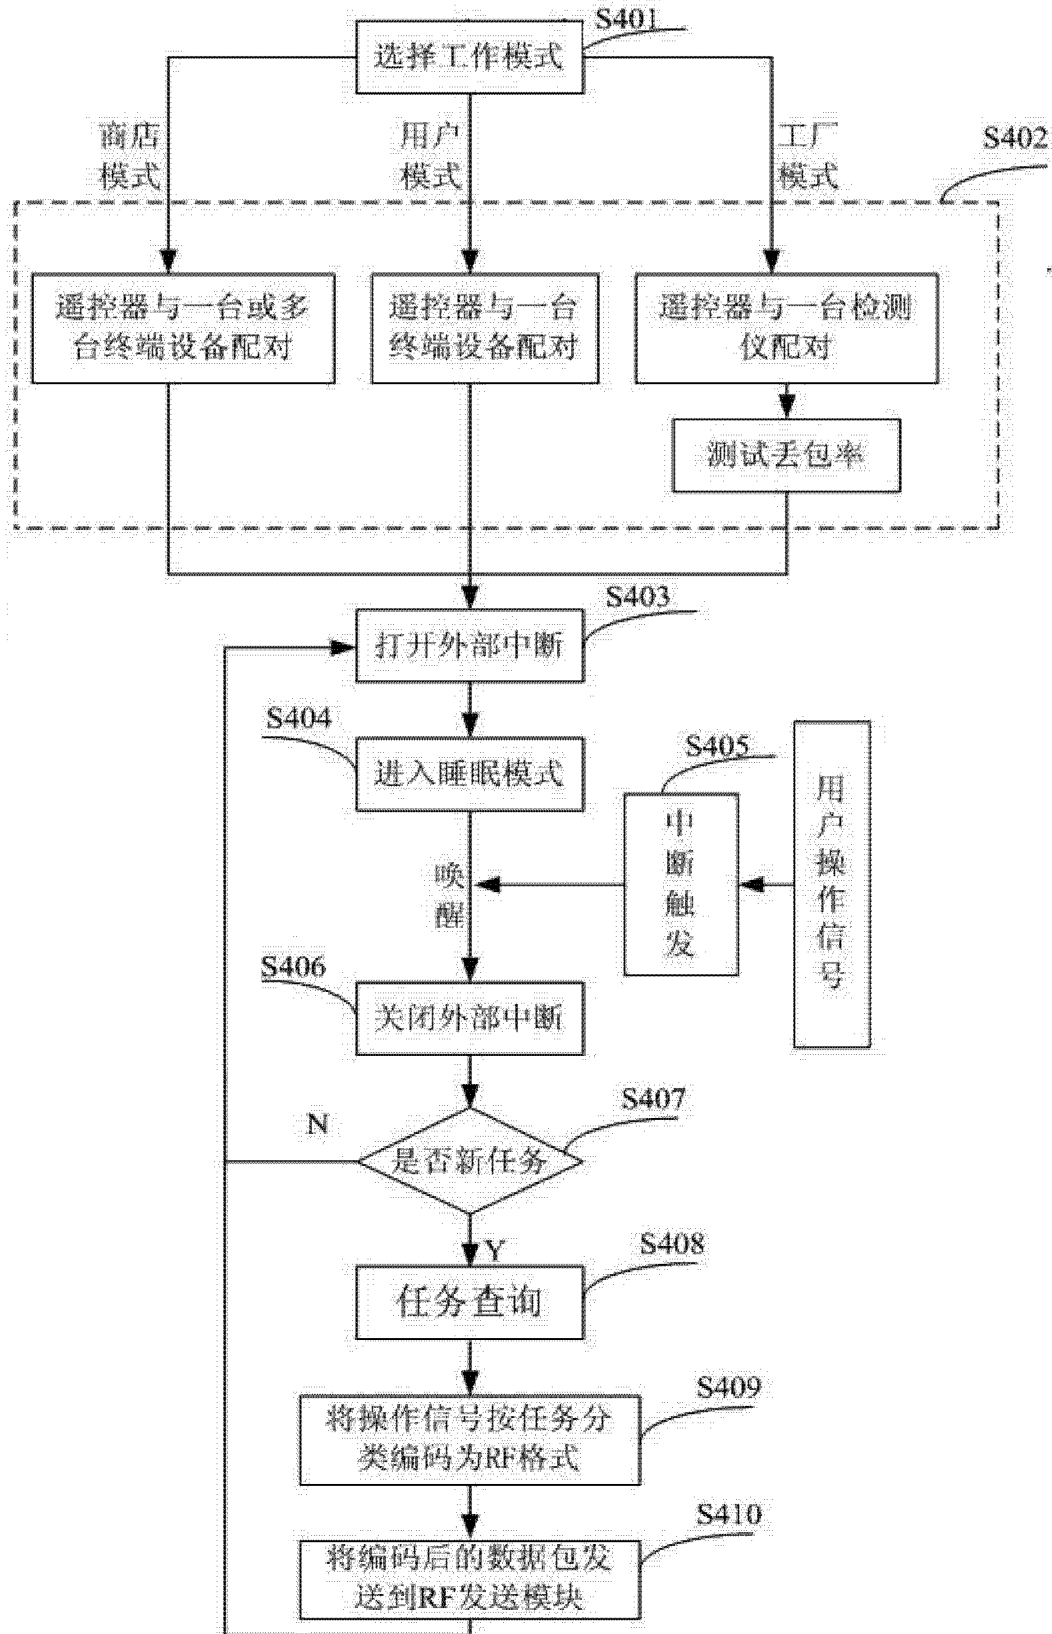 S401
选择工作模式
商店
模式
用户
模式
工厂
模式
S402
遥控器与一台或多
台终端设备配对
遥控器与一台
终端设备配对
遥控器与一台检测
仪配对
测试丢包率
S403
打开外部中断
S404
进入睡眠模式
S405
中断触发
用户操作信号
唤醒
S406
关闭外部中断
S407
N
是否新任务
Y
S408
任务查询
S409
将操作信号按任务分
类编码为RF格式
S410
将编码后的数据包发
送到RF发送模块